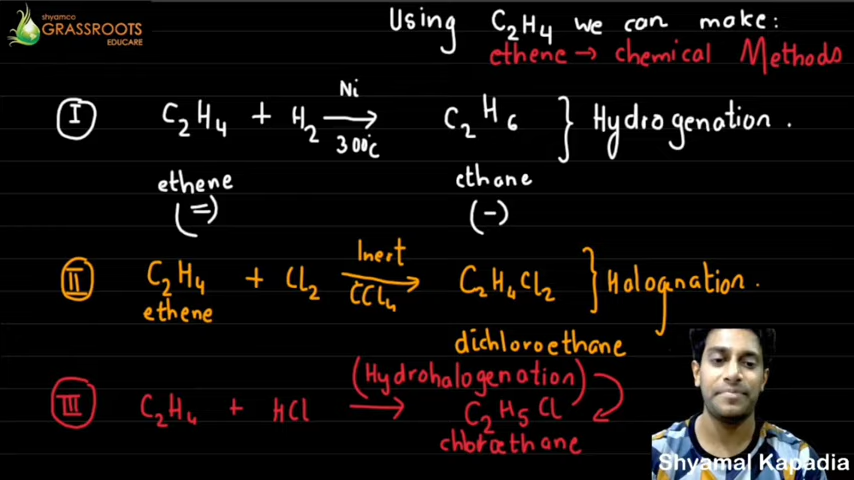 shyamco
GRASSROOTS
EDUCARE
Using C₂H₄ we can make:
ethene → chemical Methods
I C₂H₄ + H₂ Ni → 300°C C₂H₆ } Hydrogenation.
ethene ethane
(=) (-)
II C₂H₄ + Cl₂ Inert → CCl₄ C₂H₄Cl₂ } Halogenation.
ethene
dichloroethane
(Hydrohalogenation)
III C₂H₄ + HCl → C₂H₅Cl
chloroethane
Shyamal Kapadia